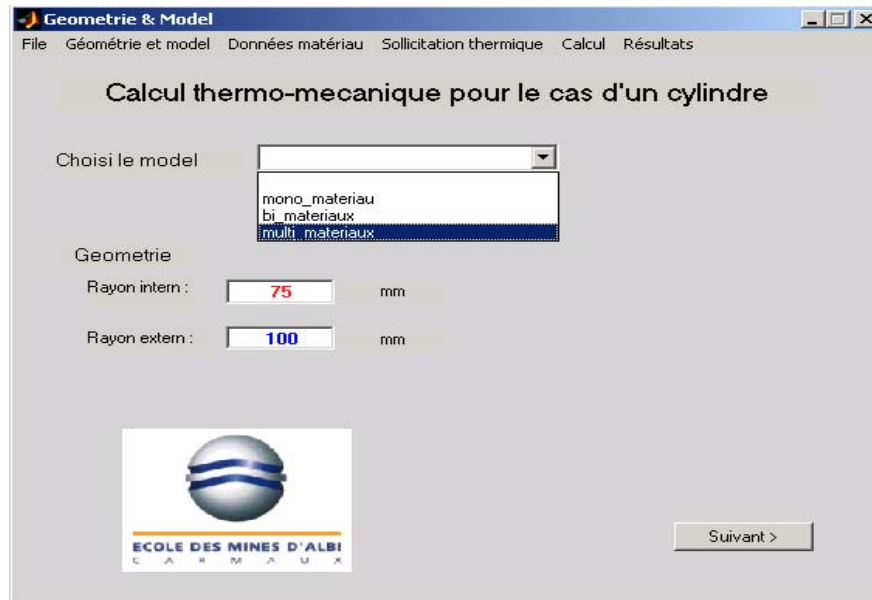 Geometrie & Model
File Géométrie et model Données matériau Sollicitation thermique Calcul Résultats
Calcul thermo-mecanique pour le cas d'un cylindre
Choisi le model
mono_materiau
bi_materiaux
multi_materiaux
Geometrie
Rayon intern : 75 mm
Rayon extern : 100 mm
ECOLE DES MINES D'ALBI
CARMAUX
Suivant >